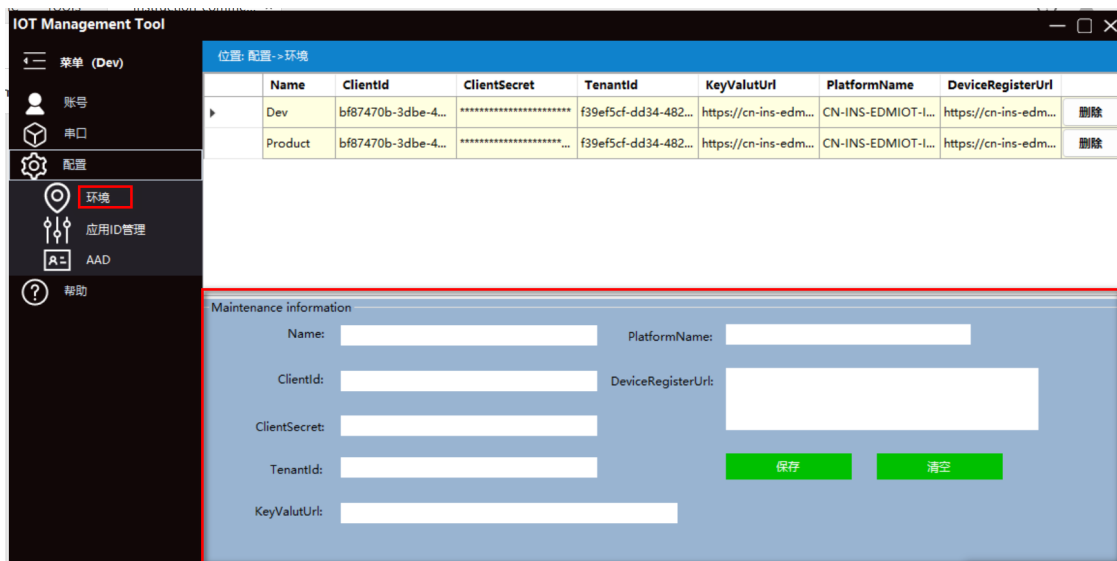 IOT Management Tool
菜单 (Dev)
位置: 配置->环境
账号
串口
配置
环境
应用ID管理
AAD
帮助
Name ClientId ClientSecret TenantId KeyValutUrl PlatformName DeviceRegisterUrl
Dev bf87470b-3dbe-4... *********************** f39ef5cf-dd34-482... https://cn-ins-edm... CN-INS-EDMIOT-I... https://cn-ins-edm... 删除
Product bf87470b-3dbe-4... *********************... f39ef5cf-dd34-482... https://cn-ins-edm... CN-INS-EDMIOT-I... https://cn-ins-edm... 删除
Maintenance information
Name: PlatformName:
ClientId: DeviceRegisterUrl:
ClientSecret:
TenantId: 保存 清空
KeyValutUrl: